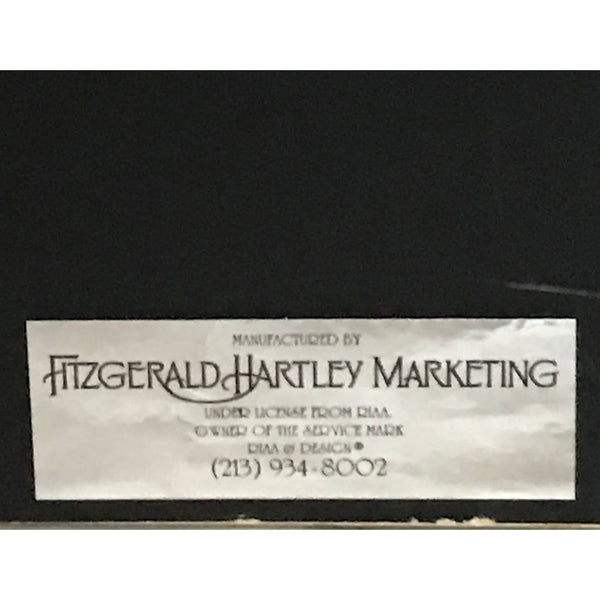 MANUFACTURED BY
FITZGERALD HARTLEY MARKETING
UNDER LICENSE FROM RIAA,
OWNER OF THE SERVICE MARK
RIAA & DESIGN®
(213) 934-8002